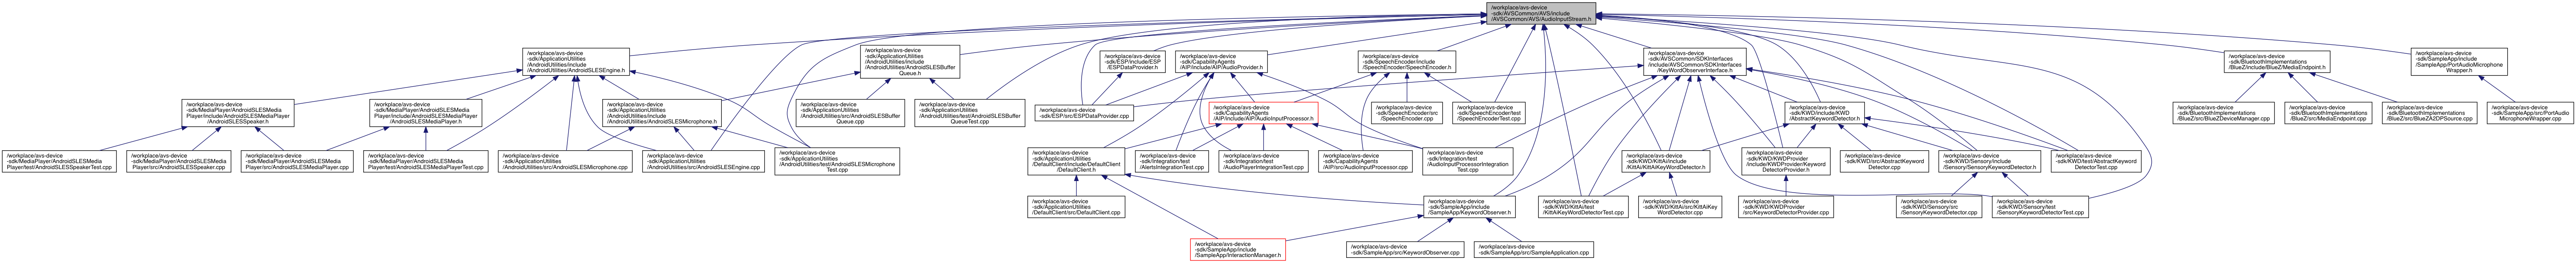 /workplace/avs-device
-sdk/AVSCommon/AVS/include
/AVSCommon/AVS/AudioInputStream.h
/workplace/avs-device
-sdk/ApplicationUtilities
/AndroidUtilities/include
/AndroidUtilities/AndroidSLESEngine.h
/workplace/avs-device
-sdk/ApplicationUtilities
/AndroidUtilities/include
/AndroidUtilities/AndroidSLESBuffer
Queue.h
/workplace/avs-device
-sdk/ESP/include/ESP
/ESPDataProvider.h
/workplace/avs-device
-sdk/CapabilityAgents
/AIP/include/AIP/AudioProvider.h
/workplace/avs-device
-sdk/SpeechEncoder/include
/SpeechEncoder/SpeechEncoder.h
/workplace/avs-device
-sdk/AVSCommon/SDKInterfaces
/include/AVSCommon/SDKInterfaces
/KeyWordObserverInterface.h
/workplace/avs-device
-sdk/BluetoothImplementations
/BlueZ/include/BlueZ/MediaEndpoint.h
/workplace/avs-device
-sdk/SampleApp/include
/SampleApp/PortAudioMicrophone
Wrapper.h
/workplace/avs-device
-sdk/MediaPlayer/AndroidSLESMedia
Player/include/AndroidSLESMediaPlayer
/AndroidSLESSpeaker.h
/workplace/avs-device
-sdk/MediaPlayer/AndroidSLESMedia
Player/include/AndroidSLESMediaPlayer
/AndroidSLESMediaPlayer.h
/workplace/avs-device
-sdk/ApplicationUtilities
/AndroidUtilities/include
/AndroidUtilities/AndroidSLESMicrophone.h
/workplace/avs-device
-sdk/ApplicationUtilities
/AndroidUtilities/src/AndroidSLESBuffer
Queue.cpp
/workplace/avs-device
-sdk/ApplicationUtilities
/AndroidUtilities/test/AndroidSLESBuffer
QueueTest.cpp
/workplace/avs-device
-sdk/ESP/src/ESPDataProvider.cpp
/workplace/avs-device
-sdk/CapabilityAgents
/AIP/include/AIP/AudioInputProcessor.h
/workplace/avs-device
-sdk/SpeechEncoder/src
/SpeechEncoder.cpp
/workplace/avs-device
-sdk/SpeechEncoder/test
/SpeechEncoderTest.cpp
/workplace/avs-device
-sdk/KWD/include/KWD
/AbstractKeywordDetector.h
/workplace/avs-device
-sdk/BluetoothImplementations
/BlueZ/src/BlueZDeviceManager.cpp
/workplace/avs-device
-sdk/BluetoothImplementations
/BlueZ/src/MediaEndpoint.cpp
/workplace/avs-device
-sdk/BluetoothImplementations
/BlueZ/src/BlueZA2DPSource.cpp
/workplace/avs-device
-sdk/SampleApp/src/PortAudio
MicrophoneWrapper.cpp
/workplace/avs-device
-sdk/MediaPlayer/AndroidSLESMedia
Player/test/AndroidSLESSpeakerTest.cpp
/workplace/avs-device
-sdk/MediaPlayer/AndroidSLESMedia
Player/src/AndroidSLESSpeaker.cpp
/workplace/avs-device
-sdk/MediaPlayer/AndroidSLESMedia
Player/src/AndroidSLESMediaPlayer.cpp
/workplace/avs-device
-sdk/MediaPlayer/AndroidSLESMedia
Player/test/AndroidSLESMediaPlayerTest.cpp
/workplace/avs-device
-sdk/ApplicationUtilities
/AndroidUtilities/src/AndroidSLESMicrophone.cpp
/workplace/avs-device
-sdk/ApplicationUtilities
/AndroidUtilities/src/AndroidSLESEngine.cpp
/workplace/avs-device
-sdk/ApplicationUtilities
/AndroidUtilities/test/AndroidSLESMicrophone
Test.cpp
/workplace/avs-device
-sdk/ApplicationUtilities
/DefaultClient/include/DefaultClient
/DefaultClient.h
/workplace/avs-device
-sdk/Integration/test
/AlertsIntegrationTest.cpp
/workplace/avs-device
-sdk/Integration/test
/AudioPlayerIntegrationTest.cpp
/workplace/avs-device
-sdk/CapabilityAgents
/AIP/src/AudioInputProcessor.cpp
/workplace/avs-device
-sdk/Integration/test
/AudioInputProcessorIntegration
Test.cpp
/workplace/avs-device
-sdk/KWD/KittAi/include
/KittAi/KittAiKeyWordDetector.h
/workplace/avs-device
-sdk/KWD/KWDProvider
/include/KWDProvider/Keyword
DetectorProvider.h
/workplace/avs-device
-sdk/KWD/src/AbstractKeyword
Detector.cpp
/workplace/avs-device
-sdk/KWD/Sensory/include
/Sensory/SensoryKeywordDetector.h
/workplace/avs-device
-sdk/KWD/test/AbstractKeyword
DetectorTest.cpp
/workplace/avs-device
-sdk/ApplicationUtilities
/DefaultClient/src/DefaultClient.cpp
/workplace/avs-device
-sdk/SampleApp/include
/SampleApp/KeywordObserver.h
/workplace/avs-device
-sdk/KWD/KittAi/test
/KittAiKeyWordDetectorTest.cpp
/workplace/avs-device
-sdk/KWD/KittAi/src/KittAiKey
WordDetector.cpp
/workplace/avs-device
-sdk/KWD/KWDProvider
/src/KeywordDetectorProvider.cpp
/workplace/avs-device
-sdk/KWD/Sensory/src
/SensoryKeywordDetector.cpp
/workplace/avs-device
-sdk/KWD/Sensory/test
/SensoryKeywordDetectorTest.cpp
/workplace/avs-device
-sdk/SampleApp/include
/SampleApp/InteractionManager.h
/workplace/avs-device
-sdk/SampleApp/src/KeywordObserver.cpp
/workplace/avs-device
-sdk/SampleApp/src/SampleApplication.cpp